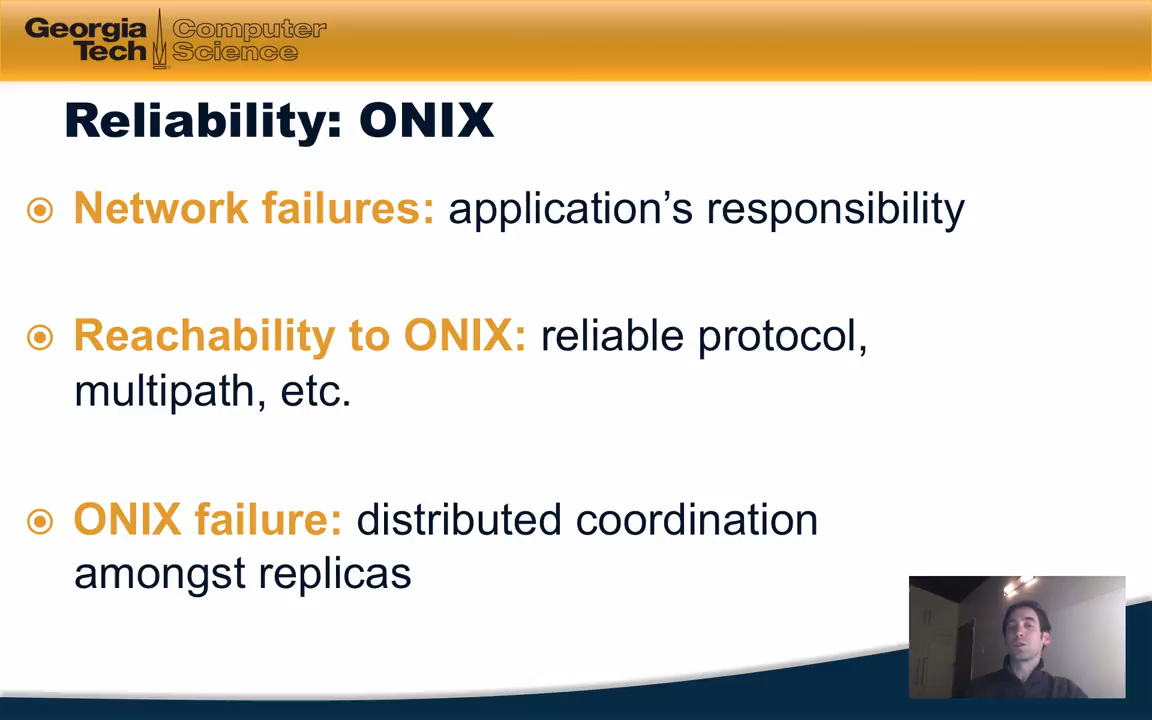 Georgia Tech
Computer Science
Reliability: ONIX
Network failures: application’s responsibility
Reachability to ONIX: reliable protocol,
multipath, etc.
ONIX failure: distributed coordination
amongst replicas